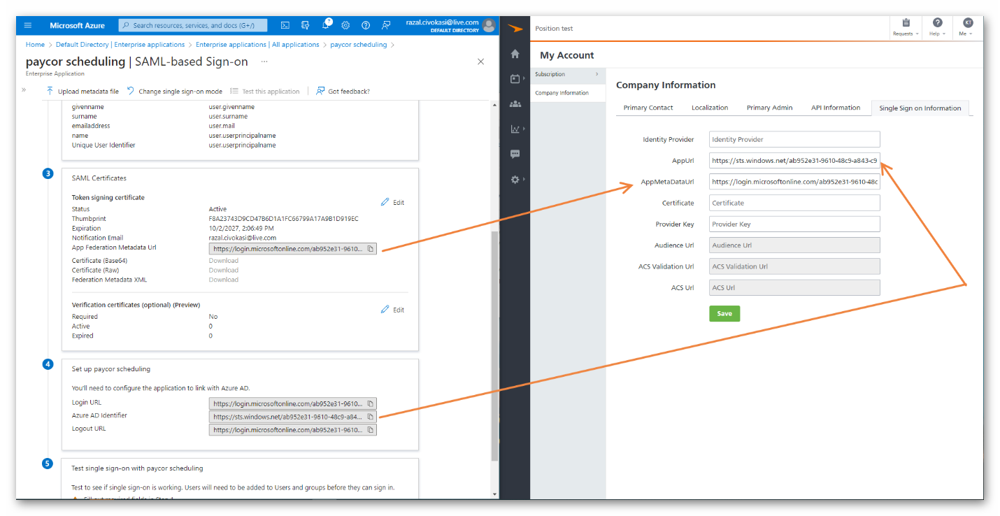 Microsoft Azure
Search resources, services, and docs (G+/)
7
razal.civokasi@live.com
DEFAULT DIRECTORY
Home > Default Directory | Enterprise applications > Enterprise applications | All applications > paycor scheduling >
paycor scheduling | SAML-based Sign-on ...
Enterprise Application
Upload metadata file
Change single sign-on mode
Test this application
Got feedback?
givenname user.givenname
surname user.surname
emailaddress user.mail
name user.userprincipalname
Unique User Identifier user.userprincipalname
3
SAML Certificates
Token signing certificate
Edit
Status Active
Thumbprint F8A23743D9CD47B6D1A1FC66799A17A9B1D919EC
Expiration 10/2/2027, 2:06:49 PM
Notification Email razal.civokasi@live.com
App Federation Metadata Url https://login.microsoftonline.com/ab952e31-9610...
Certificate (Base64) Download
Certificate (Raw) Download
Federation Metadata XML Download
Verification certificates (optional) (Preview)
Edit
Required No
Active 0
Expired 0
4
Set up paycor scheduling
You'll need to configure the application to link with Azure AD.
Login URL https://login.microsoftonline.com/ab952e31-9610...
Azure AD Identifier https://sts.windows.net/ab952e31-9610-48c9-a84...
Logout URL https://login.microsoftonline.com/ab952e31-9610...
5
Test single sign-on with paycor scheduling
Test to see if single sign-on is working. Users will need to be added to Users and groups before they can sign in.
Position test
Requests
Help
KT
Me
My Account
Subscription
Company Information
Company Information
Primary Contact
Localization
Primary Admin
API Information
Single Sign on Information
Identity Provider Identity Provider
AppUrl https://sts.windows.net/ab952e31-9610-48c9-a843-c9
AppMetaDataUrl https://login.microsoftonline.com/ab952e31-9610-48c
Certificate Certificate
Provider Key Provider Key
Audience Url Audience Url
ACS Validation Url ACS Validation Url
ACS Url ACS Url
Save